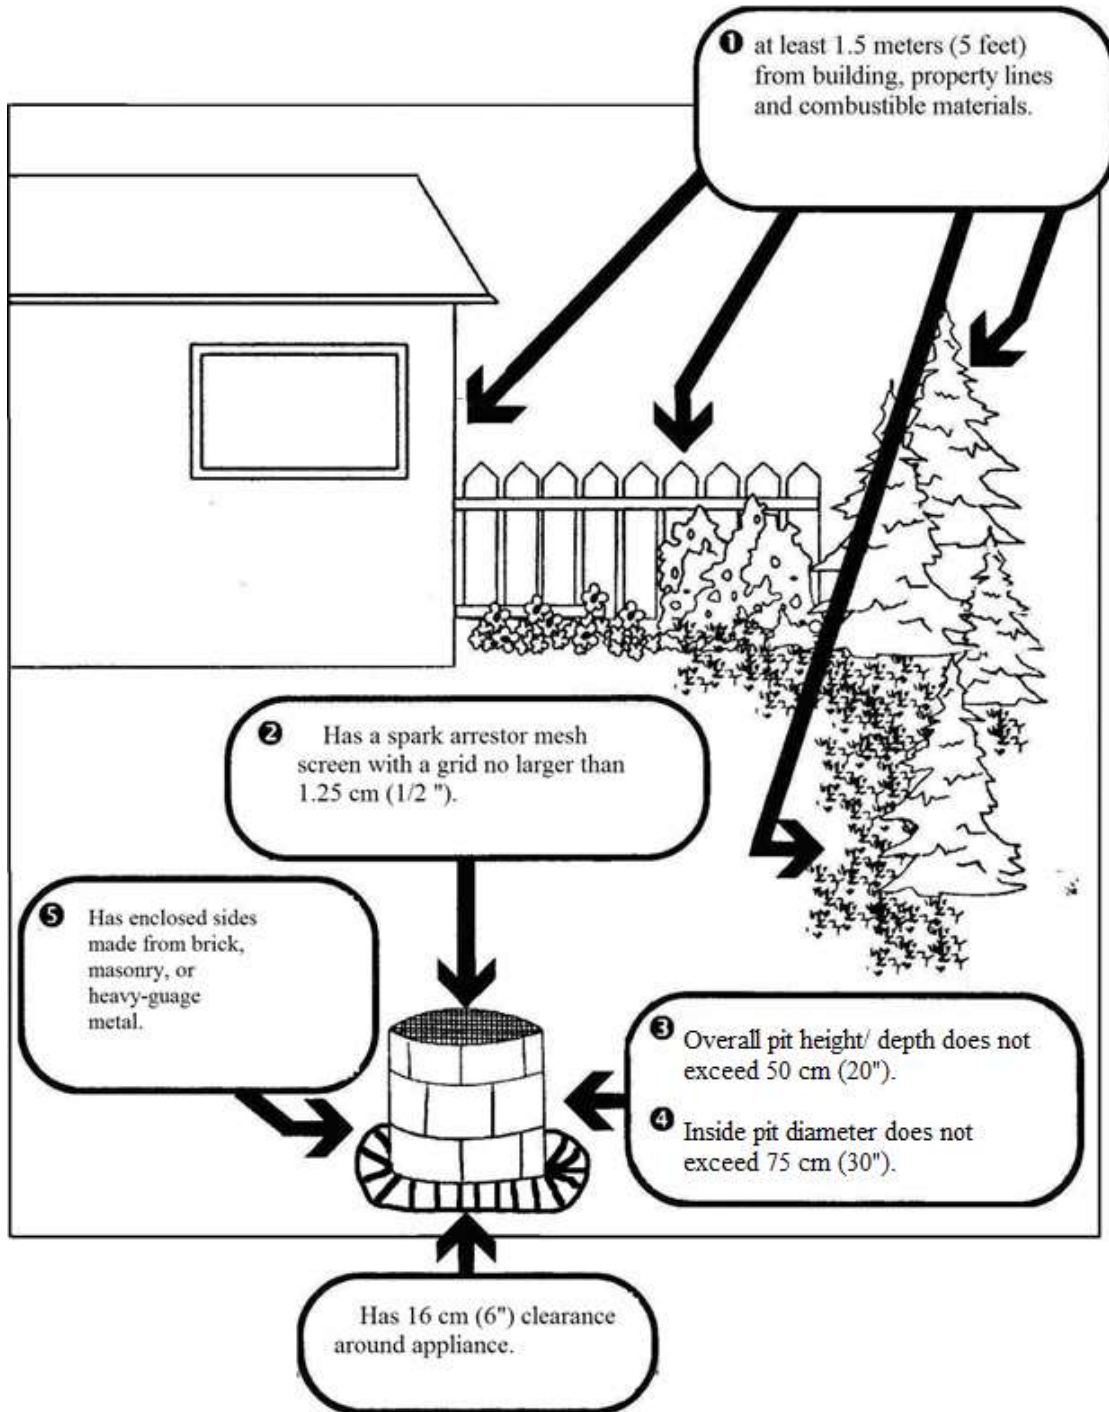 ❶ at least 1.5 meters (5 feet)
from building, property lines
and combustible materials.
❷ Has a spark arrestor mesh
screen with a grid no larger than
1.25 cm (1/2 ").
❺ Has enclosed sides
made from brick,
masonry, or
heavy-guage
metal.
❸ Overall pit height/ depth does not
exceed 50 cm (20").
❹ Inside pit diameter does not
exceed 75 cm (30").
Has 16 cm (6") clearance
around appliance.